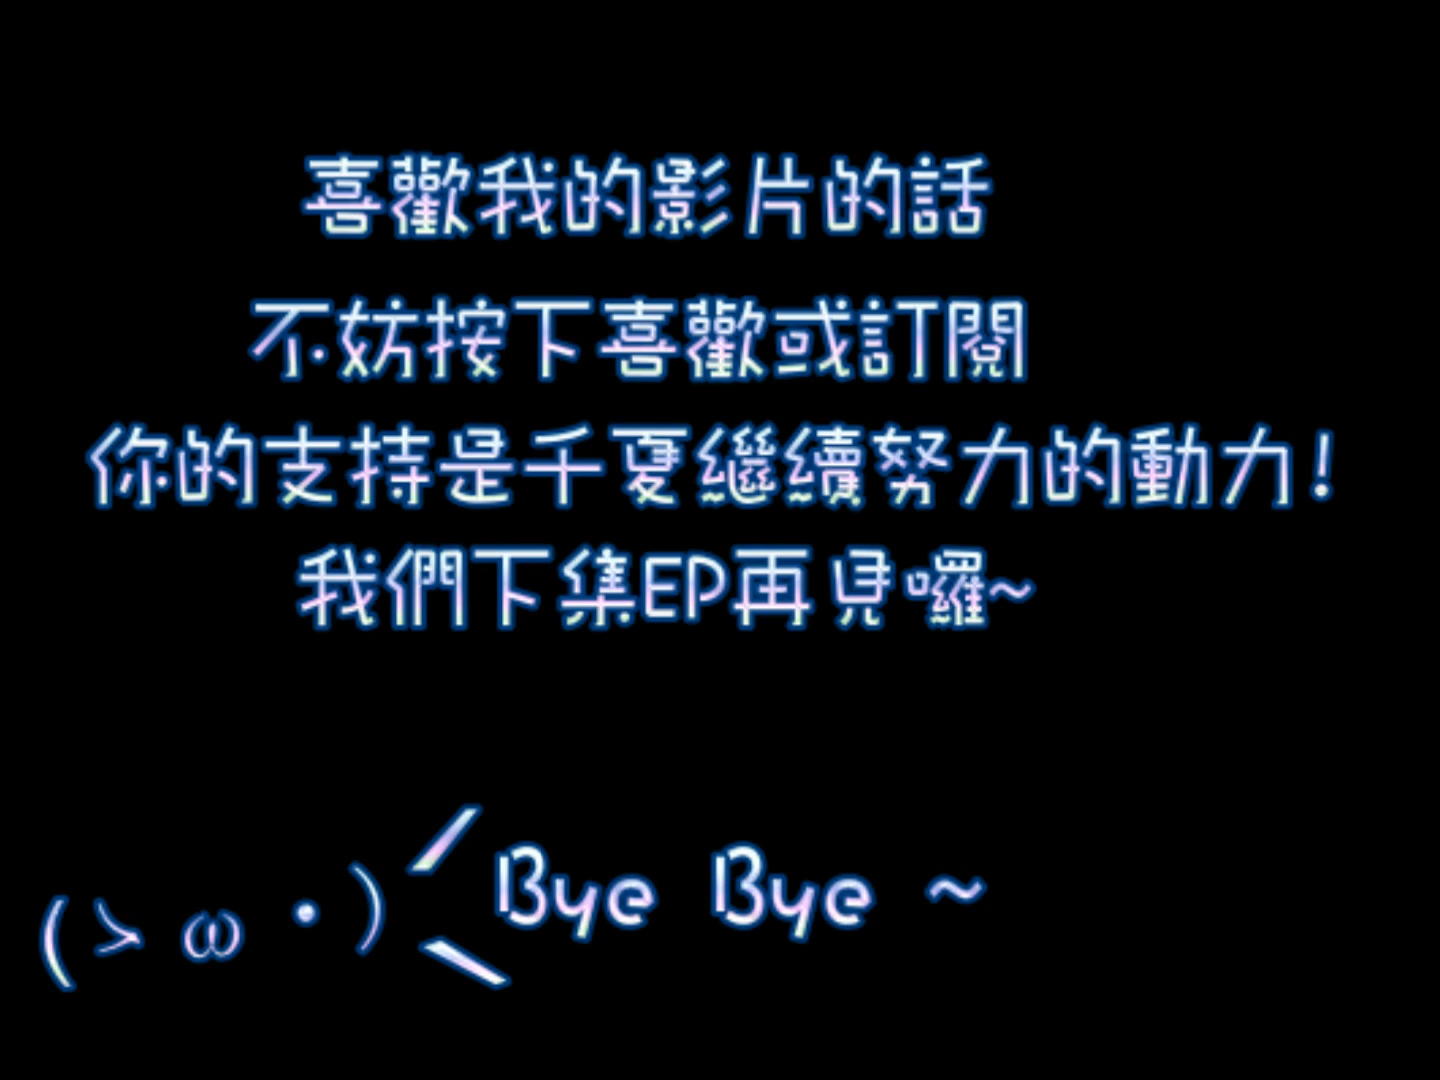 喜歡我的影片的話
不妨按下喜歡或訂閱
你的支持是千夏繼續努力的動力!
我們下集EP再見囉~
(＞ω・) Bye Bye ~